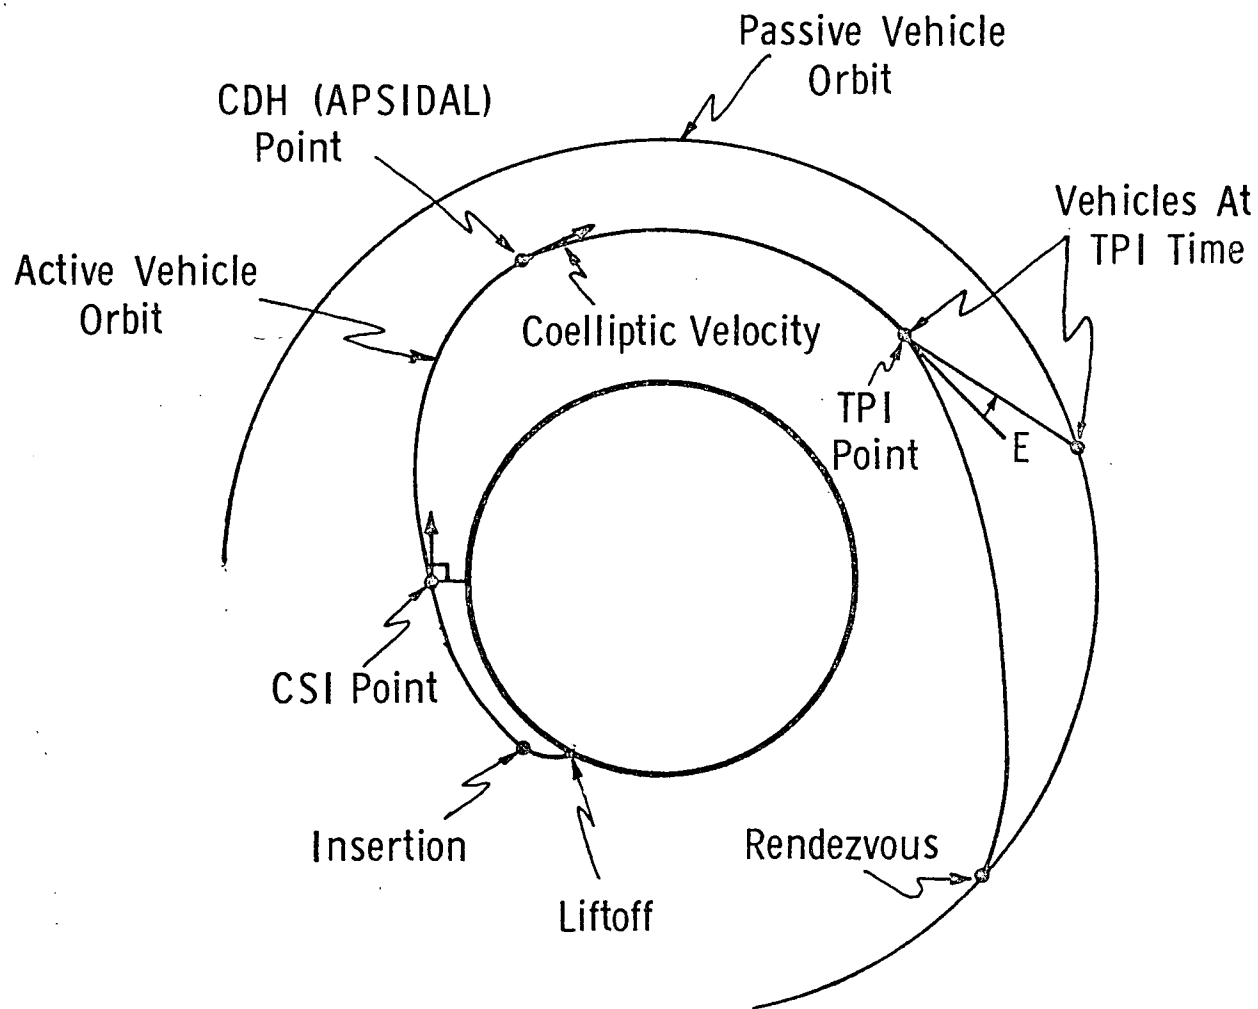 Passive Vehicle
Orbit
CDH (APSIDAL)
Point
Vehicles At
TPI Time
Active Vehicle
Orbit
Coelliptic Velocity
TPI
Point
E
CSI Point
Insertion
Rendezvous
Liftoff